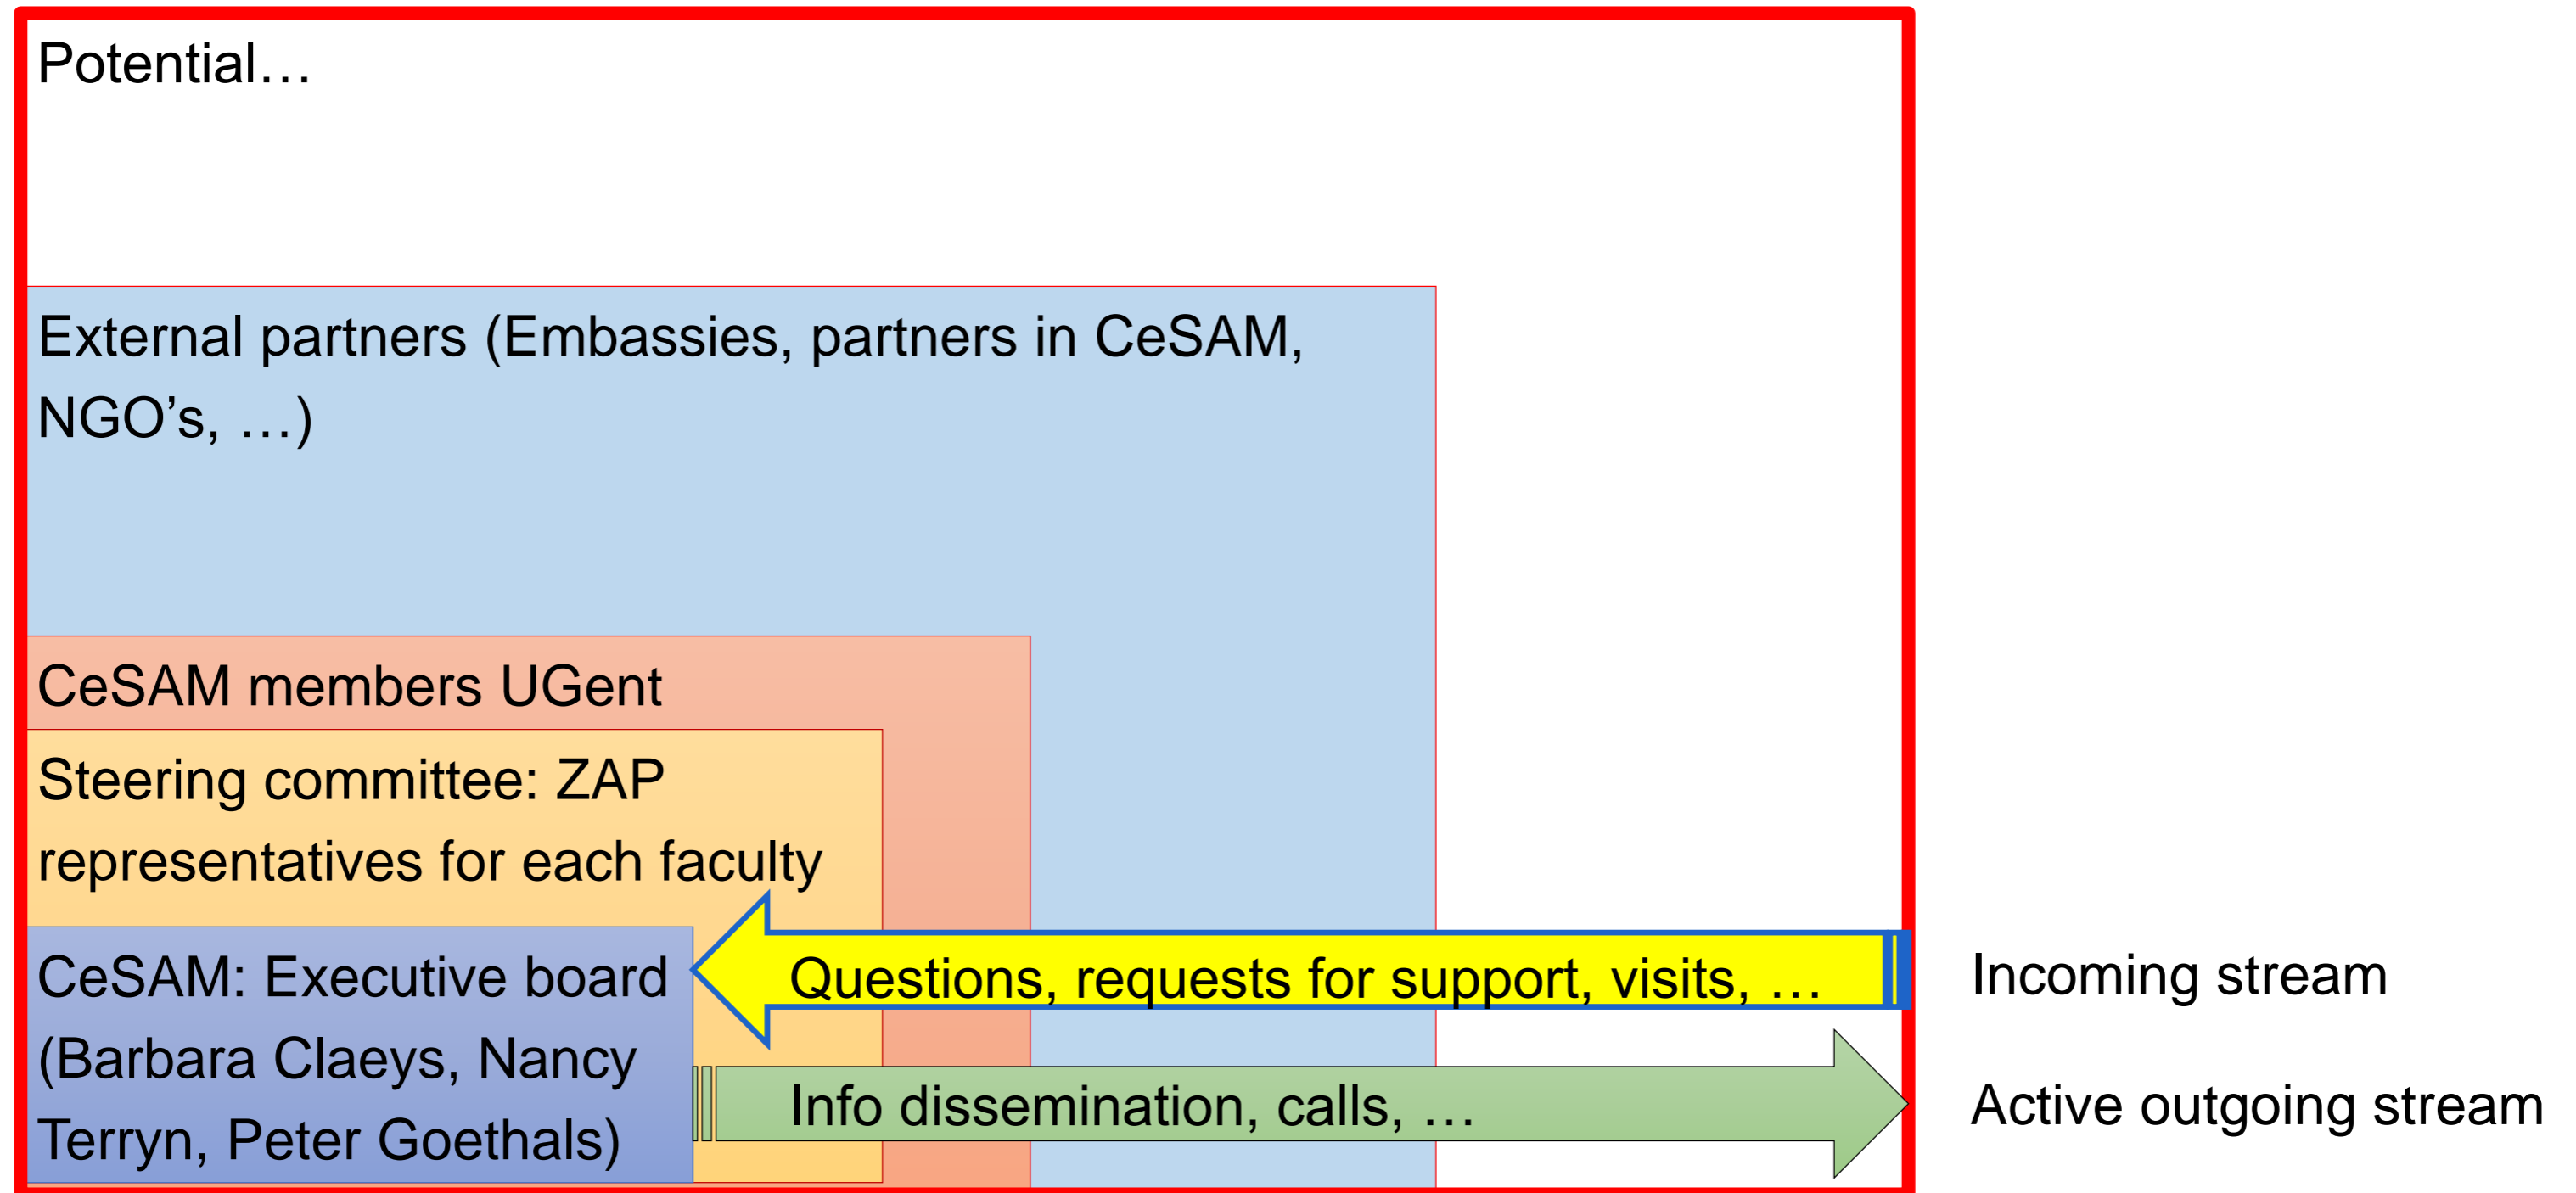 Potential…
External partners (Embassies, partners in CeSAM,
NGO’s, …)
CeSAM members UGent
Steering committee: ZAP
representatives for each faculty
CeSAM: Executive board
(Barbara Claeys, Nancy
Terryn, Peter Goethals)
Questions, requests for support, visits, …
Incoming stream
Info dissemination, calls, …
Active outgoing stream